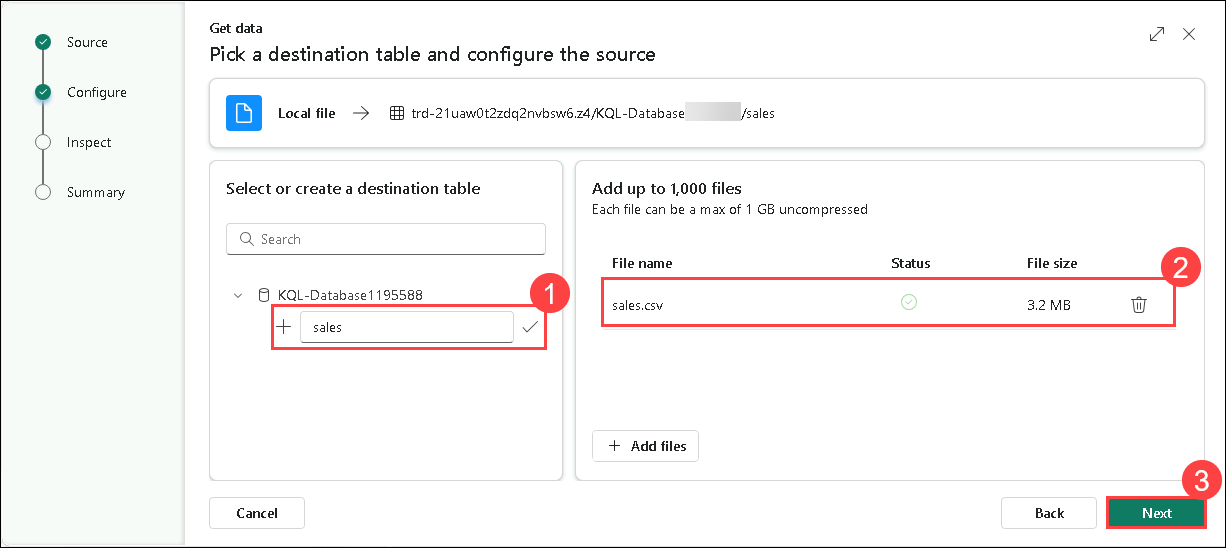 Source
Configure
Inspect
Summary
Get data
Pick a destination table and configure the source
Local file
trd-21uaw0t2zdq2nvbsw6.z4/KQL-Database /sales
Select or create a destination table
Search
KQL-Database1195588
1
sales
Add up to 1,000 files
Each file can be a max of 1 GB uncompressed
File name Status File size
2
sales.csv 3.2 MB
+ Add files
3
Cancel Back Next